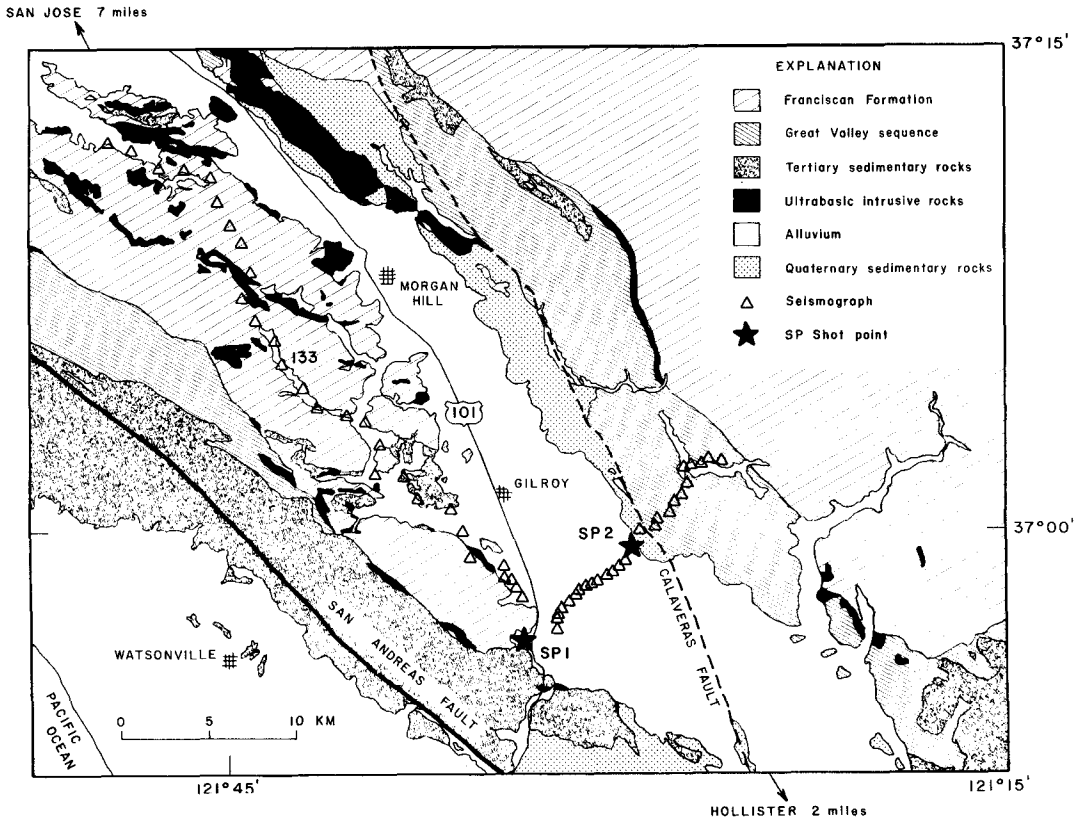 SAN JOSE 7 miles
37°15'
EXPLANATION
Franciscan Formation
Great Valley sequence
Tertiary sedimentary rocks
Ultrabasic intrusive rocks
Alluvium
Quaternary sedimentary rocks
Seismograph
SP Shot point
MORGAN
HILL
133
101
GILROY
SP2
37°00'
CALAVERAS FAULT
SP1
SAN ANDREAS FAULT
WATSONVILLE
0 5 10 KM
PACIFIC
OCEAN
121°45'
121°15'
HOLLISTER 2 miles